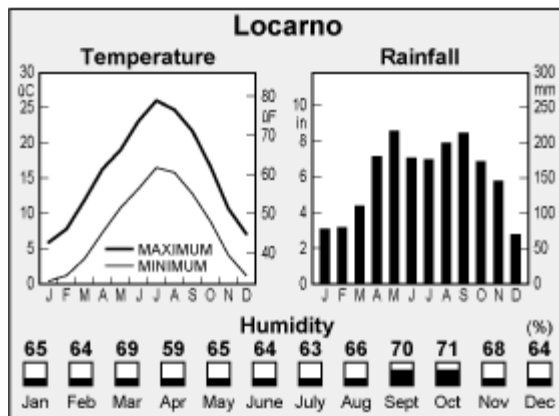 Locarno
Temperature
30
ûC
25
20
15
10
5
0
80
ûF
70
60
50
40
MAXIMUM
MINIMUM
J F M A M J J A S O N D
Rainfall
10
in
8
6
4
2
0
300
mm
250
200
150
100
50
0
J F M A M J J A S O N D
Humidity (%)
65 64 69 59 65 64 63 66 70 71 68 64
Jan Feb Mar Apr May June July Aug Sept Oct Nov Dec